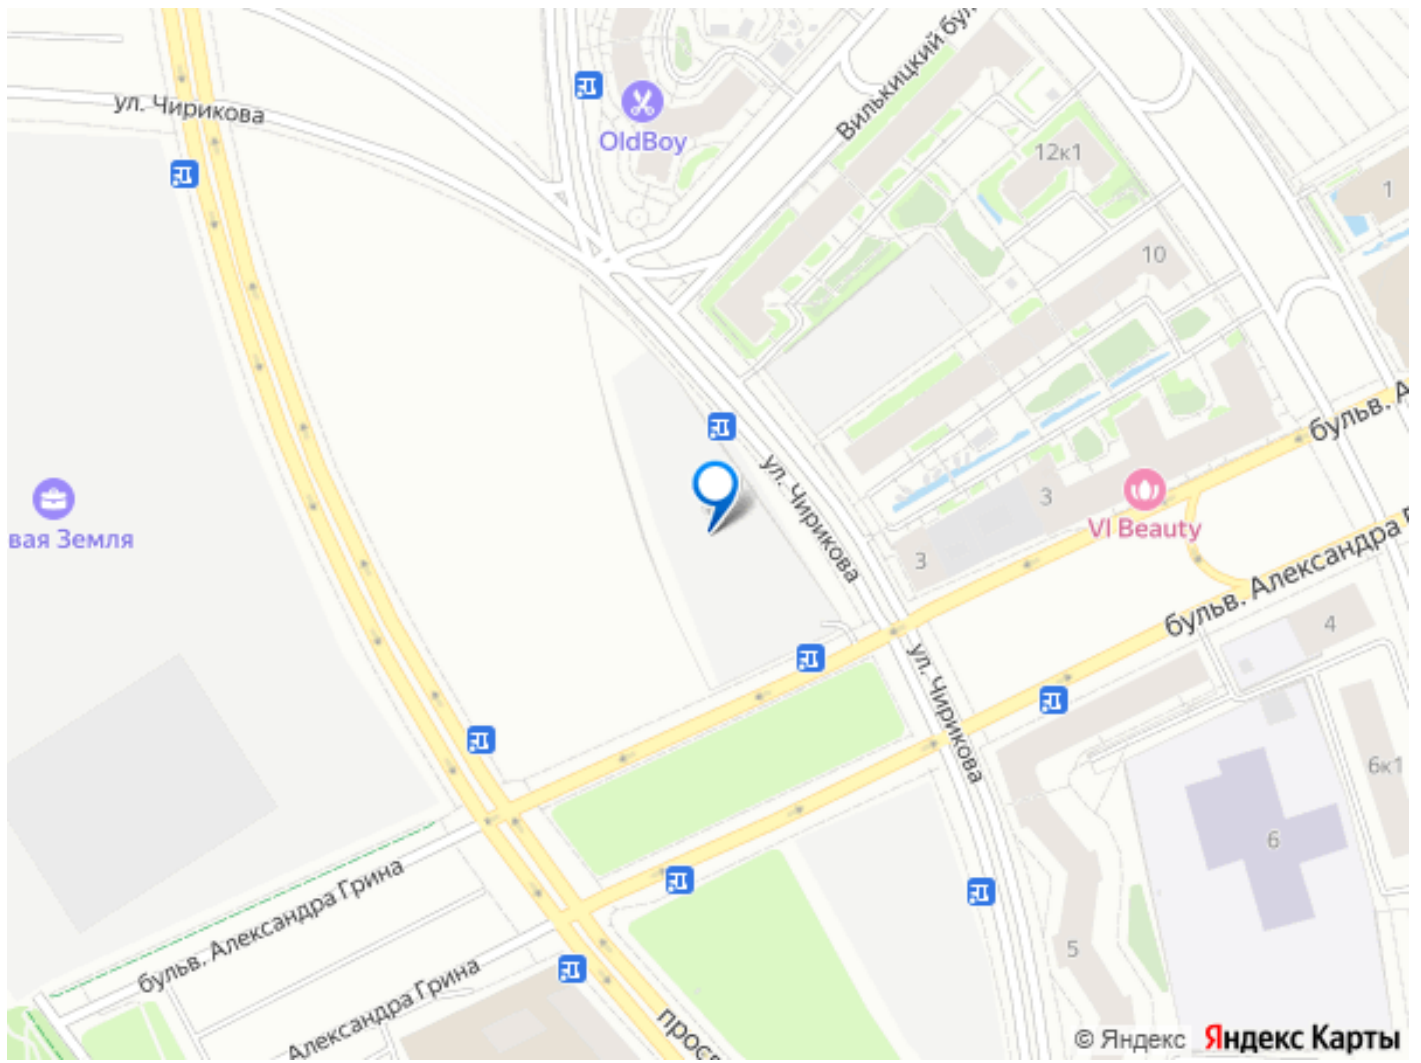 ул. Чирикова
OldBoy
Вилькицкий бул
12к1
1
10
вая Земля
ул. Чирикова
3
VI Beauty
3
бульв. А
бульв. Александра Г
4
ул. Чирикова
6к1
6
5
бульв. Александра Грина
Александра Грина
просп
© Яндекс Яндекс Карты